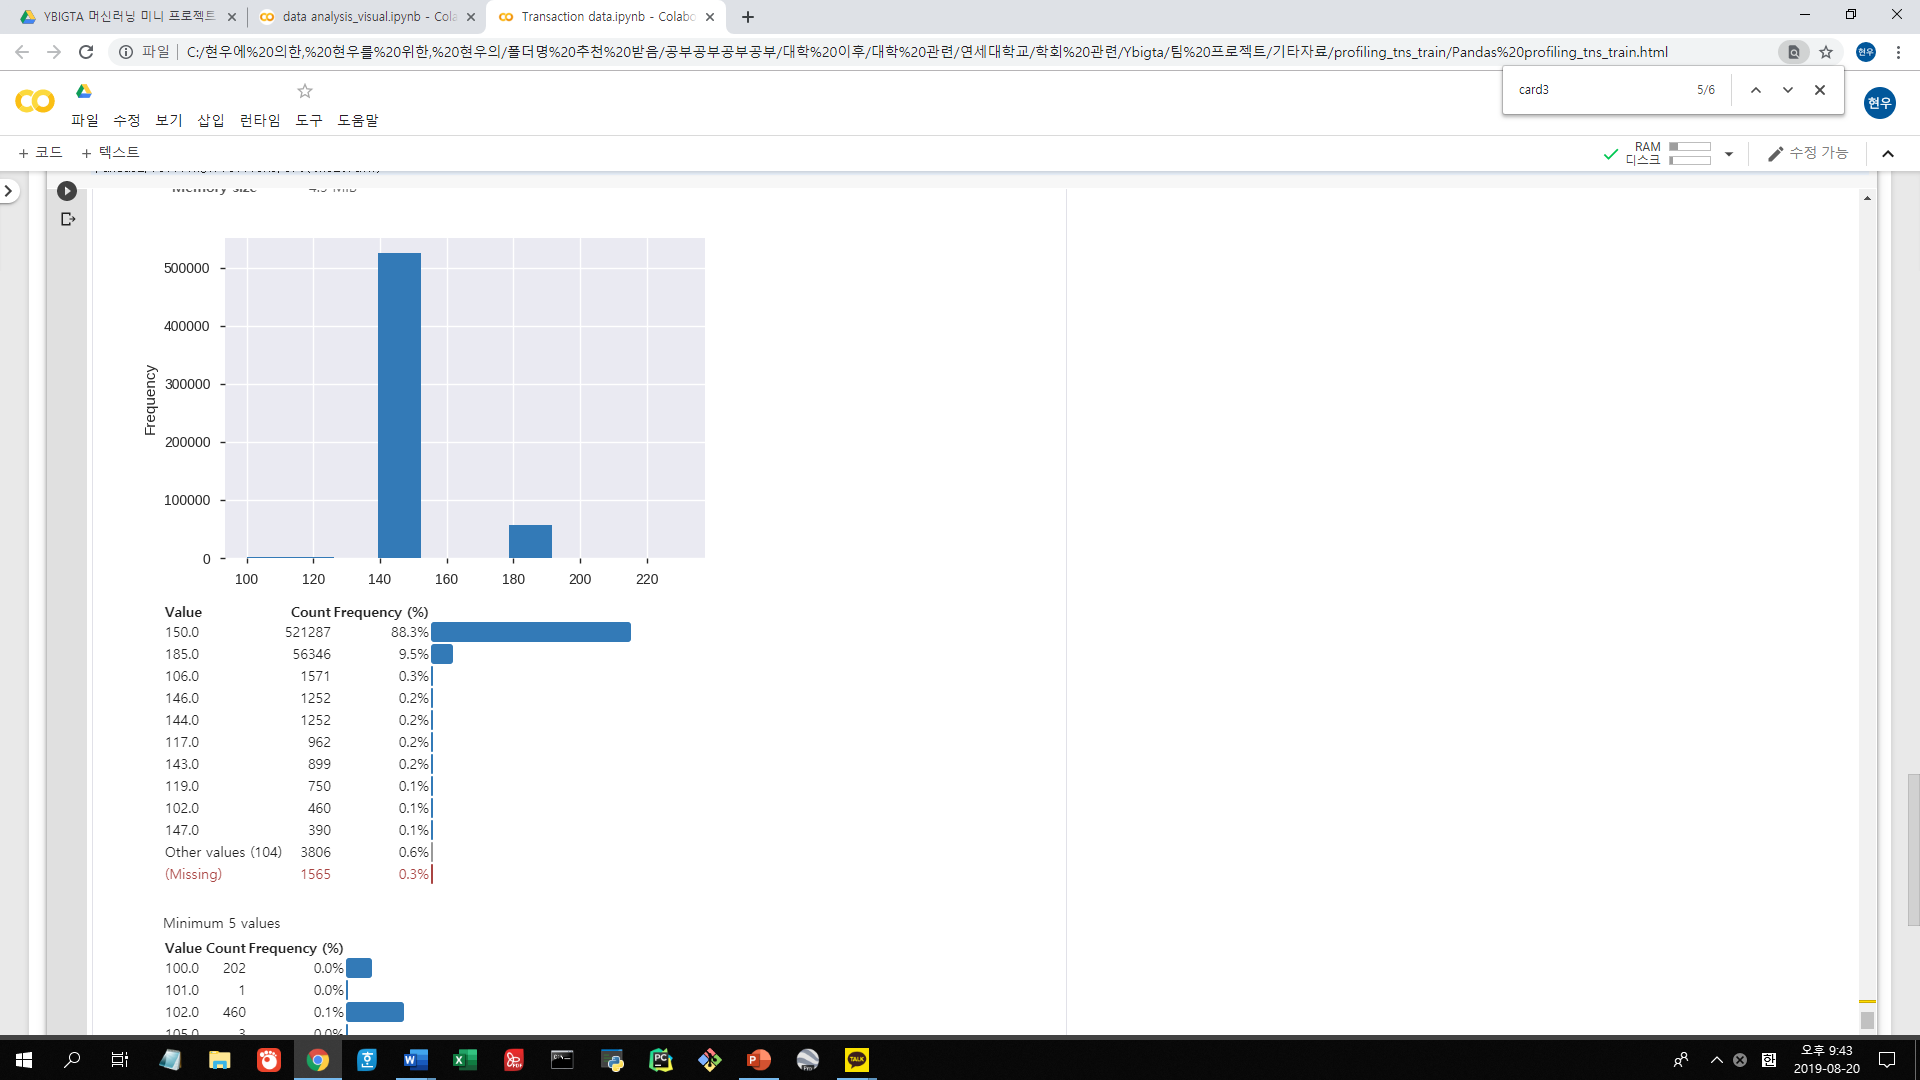 YBIGTA 머신러닝 미니 프로젝트
data analysis_visual.ipynb - Cola
Transaction data.ipynb - Colabo
파일
C:/현우에%20의한,%20현우를%20위한,%20현우의/폴더명%20추천%20받음/공부공부공부공부/대학%20이후/대학%20관련/연세대학교/학회%20관련/Ybigta/팀%20프로젝트/기타자료/profiling_tns_train/Pandas%20profiling_tns_train.html
현우
card3 5/6
현우
파일 수정 보기 삽입 런타임 도구 도움말
+ 코드 + 텍스트
RAM
디스크
수정 가능
Memory size 4.5 MiB
500000
400000
300000
200000
100000
0
Frequency
100 120 140 160 180 200 220
Value Count Frequency (%)
150.0 521287 88.3%
185.0 56346 9.5%
106.0 1571 0.3%
146.0 1252 0.2%
144.0 1252 0.2%
117.0 962 0.2%
143.0 899 0.2%
119.0 750 0.1%
102.0 460 0.1%
147.0 390 0.1%
Other values (104) 3806 0.6%
(Missing) 1565 0.3%
Minimum 5 values
Value Count Frequency (%)
100.0 202 0.0%
101.0 1 0.0%
102.0 460 0.1%
105.0 3 0.0%
오후 9:43
2019-08-20